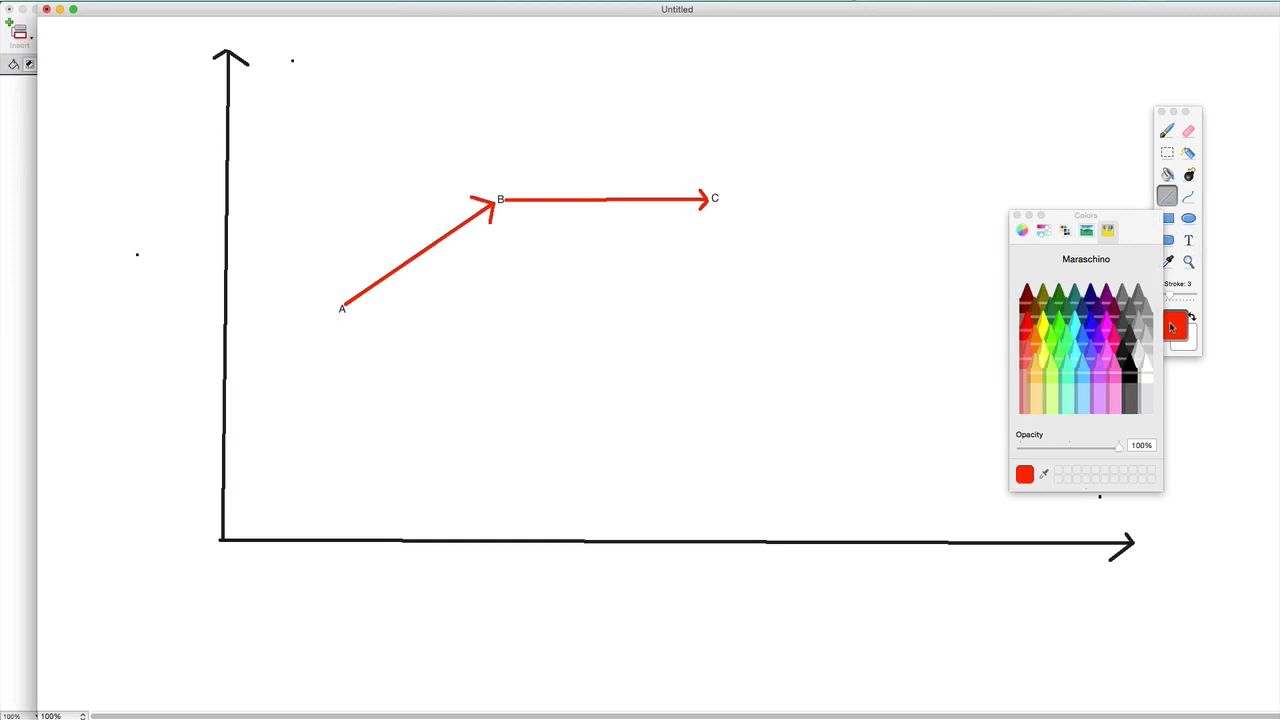 Untitled
Insert
B
C
A
Colors
Maraschino
Stroke: 3
Opacity
100%
100%
100%